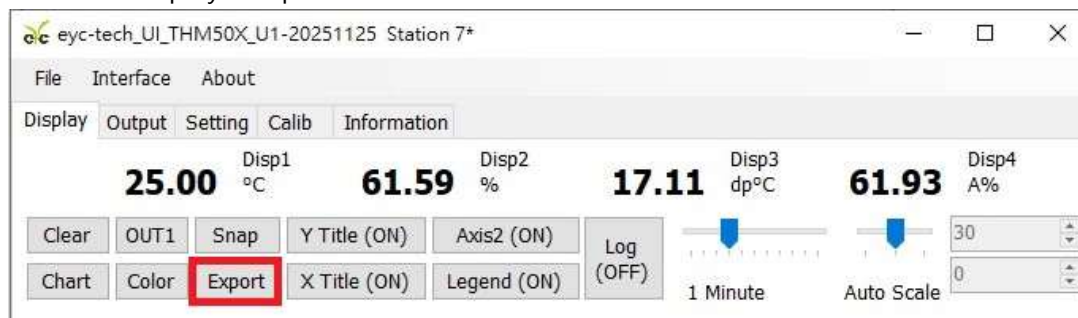 eyc-tech_UI_THM50X_U1-20251125 Station 7*
File Interface About
Display Output Setting Calib Information
25.00 Disp1 °C 61.59 Disp2 % 17.11 Disp3 dp°C 61.93 Disp4 A%
Clear OUT1 Snap Y Title (ON) Axis2 (ON) Log (OFF) 30
Chart Color Export X Title (ON) Legend (ON) 1 Minute Auto Scale 0